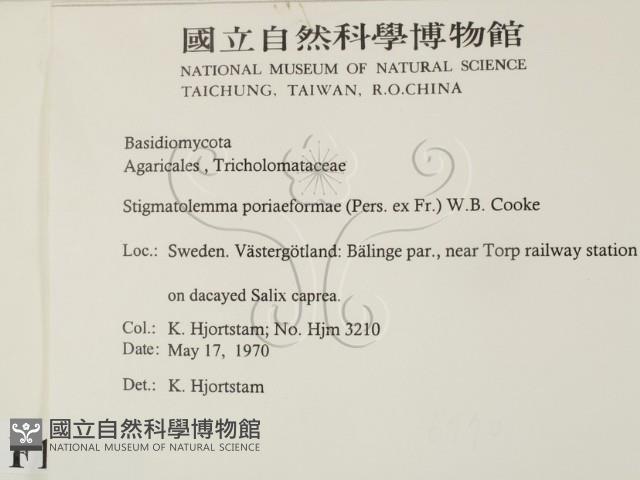 國立自然科學博物館
NATIONAL MUSEUM OF NATURAL SCIENCE
TAICHUNG, TAIWAN, R.O.CHINA
Basidiomycota
Agaricales , Tricholomataceae
Stigmatolemma poriaeformae (Pers. ex Fr.) W.B. Cooke
Loc.: Sweden. Västergötland: Bälinge par., near Torp railway station
on dacayed Salix caprea.
Col.: K. Hjortstam; No. Hjm 3210
Date: May 17, 1970
Det.: K. Hjortstam
國立自然科學博物館
NATIONAL MUSEUM OF NATURAL SCIENCE